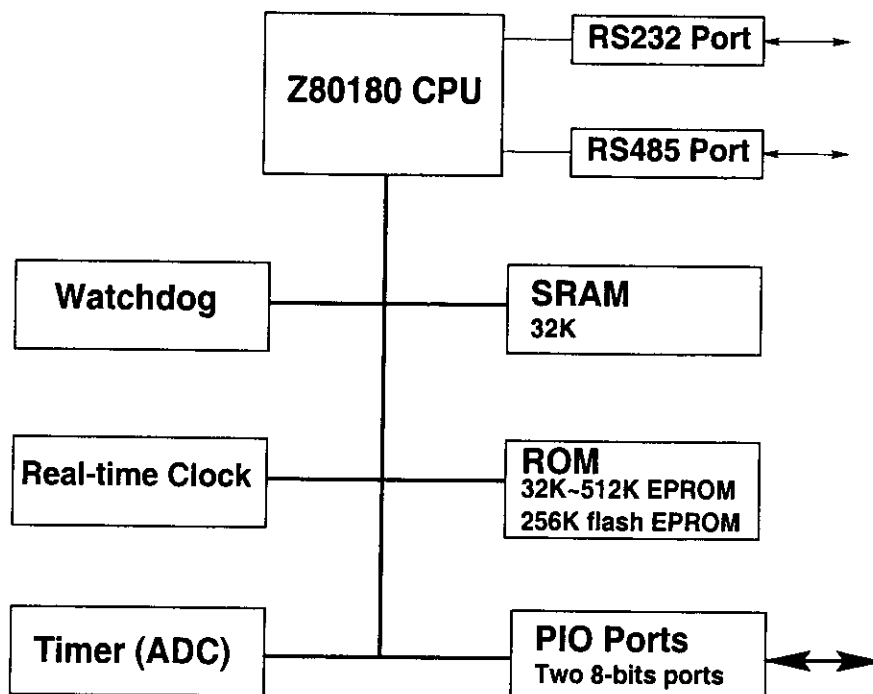 Z80180 CPU
RS232 Port
RS485 Port
Watchdog
SRAM
32K
Real-time Clock
ROM
32K~512K EPROM
256K flash EPROM
Timer (ADC)
PIO Ports
Two 8-bits ports